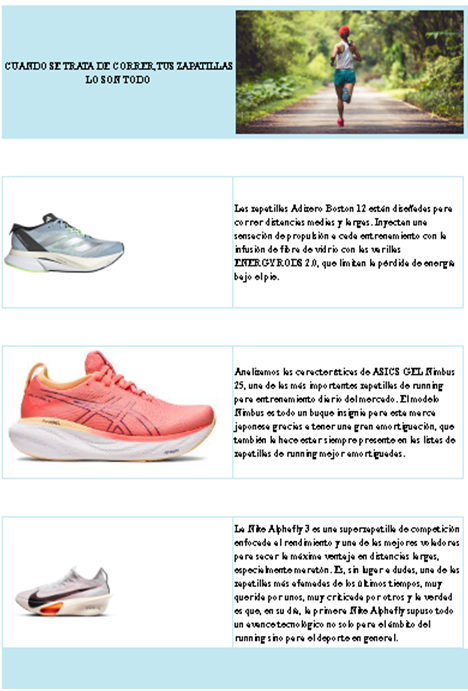 CUANDO SE TRATA DE CORRER, TUS ZAPATILLAS
LO SON TODO
Las zapatillas Adizero Boston 12 están diseñadas para
correr distancias medias y largas. Inyectan una
sensación de propulsión a cada entrenamiento con la
infusión de fibra de vidrio con las varillas
ENERGYRODS 2.0, que limitan la pérdida de energía
bajo el pie.
Analizamos las características de ASICS GEL Nimbus
25, una de las más importantes zapatillas de running
para entrenamiento diario del mercado. El modelo
Nimbus es todo un buque insignia para esta marca
japonesa gracias a tener una gran amortiguación, que
también la hace estar siempre presente en las listas de
zapatillas de running mejor amortiguadas.
La Nike Alphafly 3 es una superzapatilla de competición
enfocada al rendimiento y una de las mejores voladoras
para sacar la máxima ventaja en distancias largas,
especialmente maratón. Es, sin lugar a dudas, una de las
zapatillas más afamadas de los últimos tiempos, muy
querida por unos, muy criticada por otros y la verdad
es que, en su día, la primera Nike Alphafly supuso todo
un avance tecnológico no solo para el ámbito del
running sino para el deporte en general.